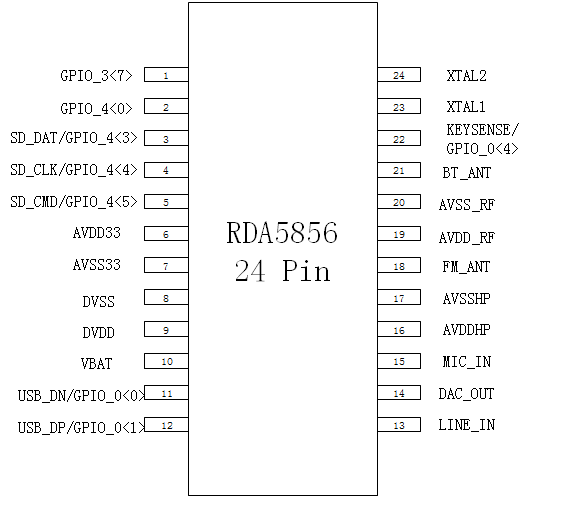 GPIO_3<7> 1
GPIO_4<0> 2
SD_DAT/GPIO_4<3> 3
SD_CLK/GPIO_4<4> 4
SD_CMD/GPIO_4<5> 5
AVDD33 6
AVSS33 7
DVSS 8
DVDD 9
VBAT 10
USB_DN/GPIO_0<0> 11
USB_DP/GPIO_0<1> 12
RDA5856
24 Pin
24 XTAL2
23 XTAL1
22 KEYSENSE/
GPIO_0<4>
21 BT_ANT
20 AVSS_RF
19 AVDD_RF
18 FM_ANT
17 AVSSHP
16 AVDDHP
15 MIC_IN
14 DAC_OUT
13 LINE_IN